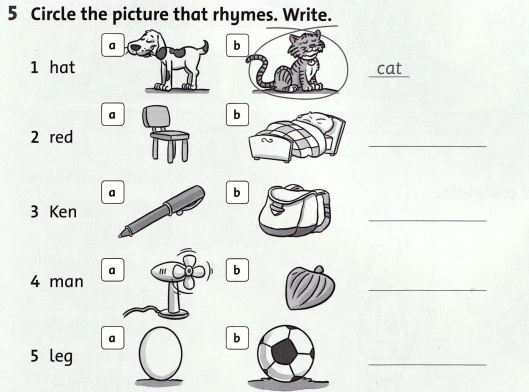 5 Circle the picture that rhymes. Write.
1 hat a b cat
2 red a b
3 Ken a b
4 man a b
5 leg a b